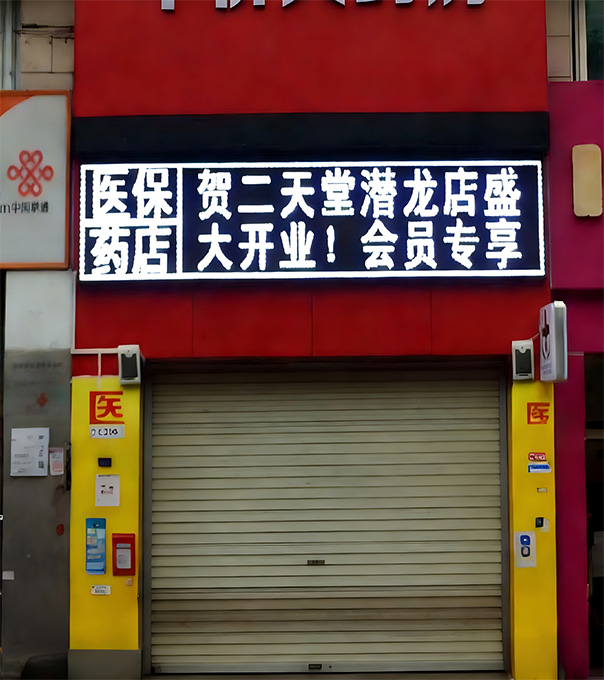 中国联通
医保
药店
贺二天堂潜龙店盛
大开业！会员专享
医
医